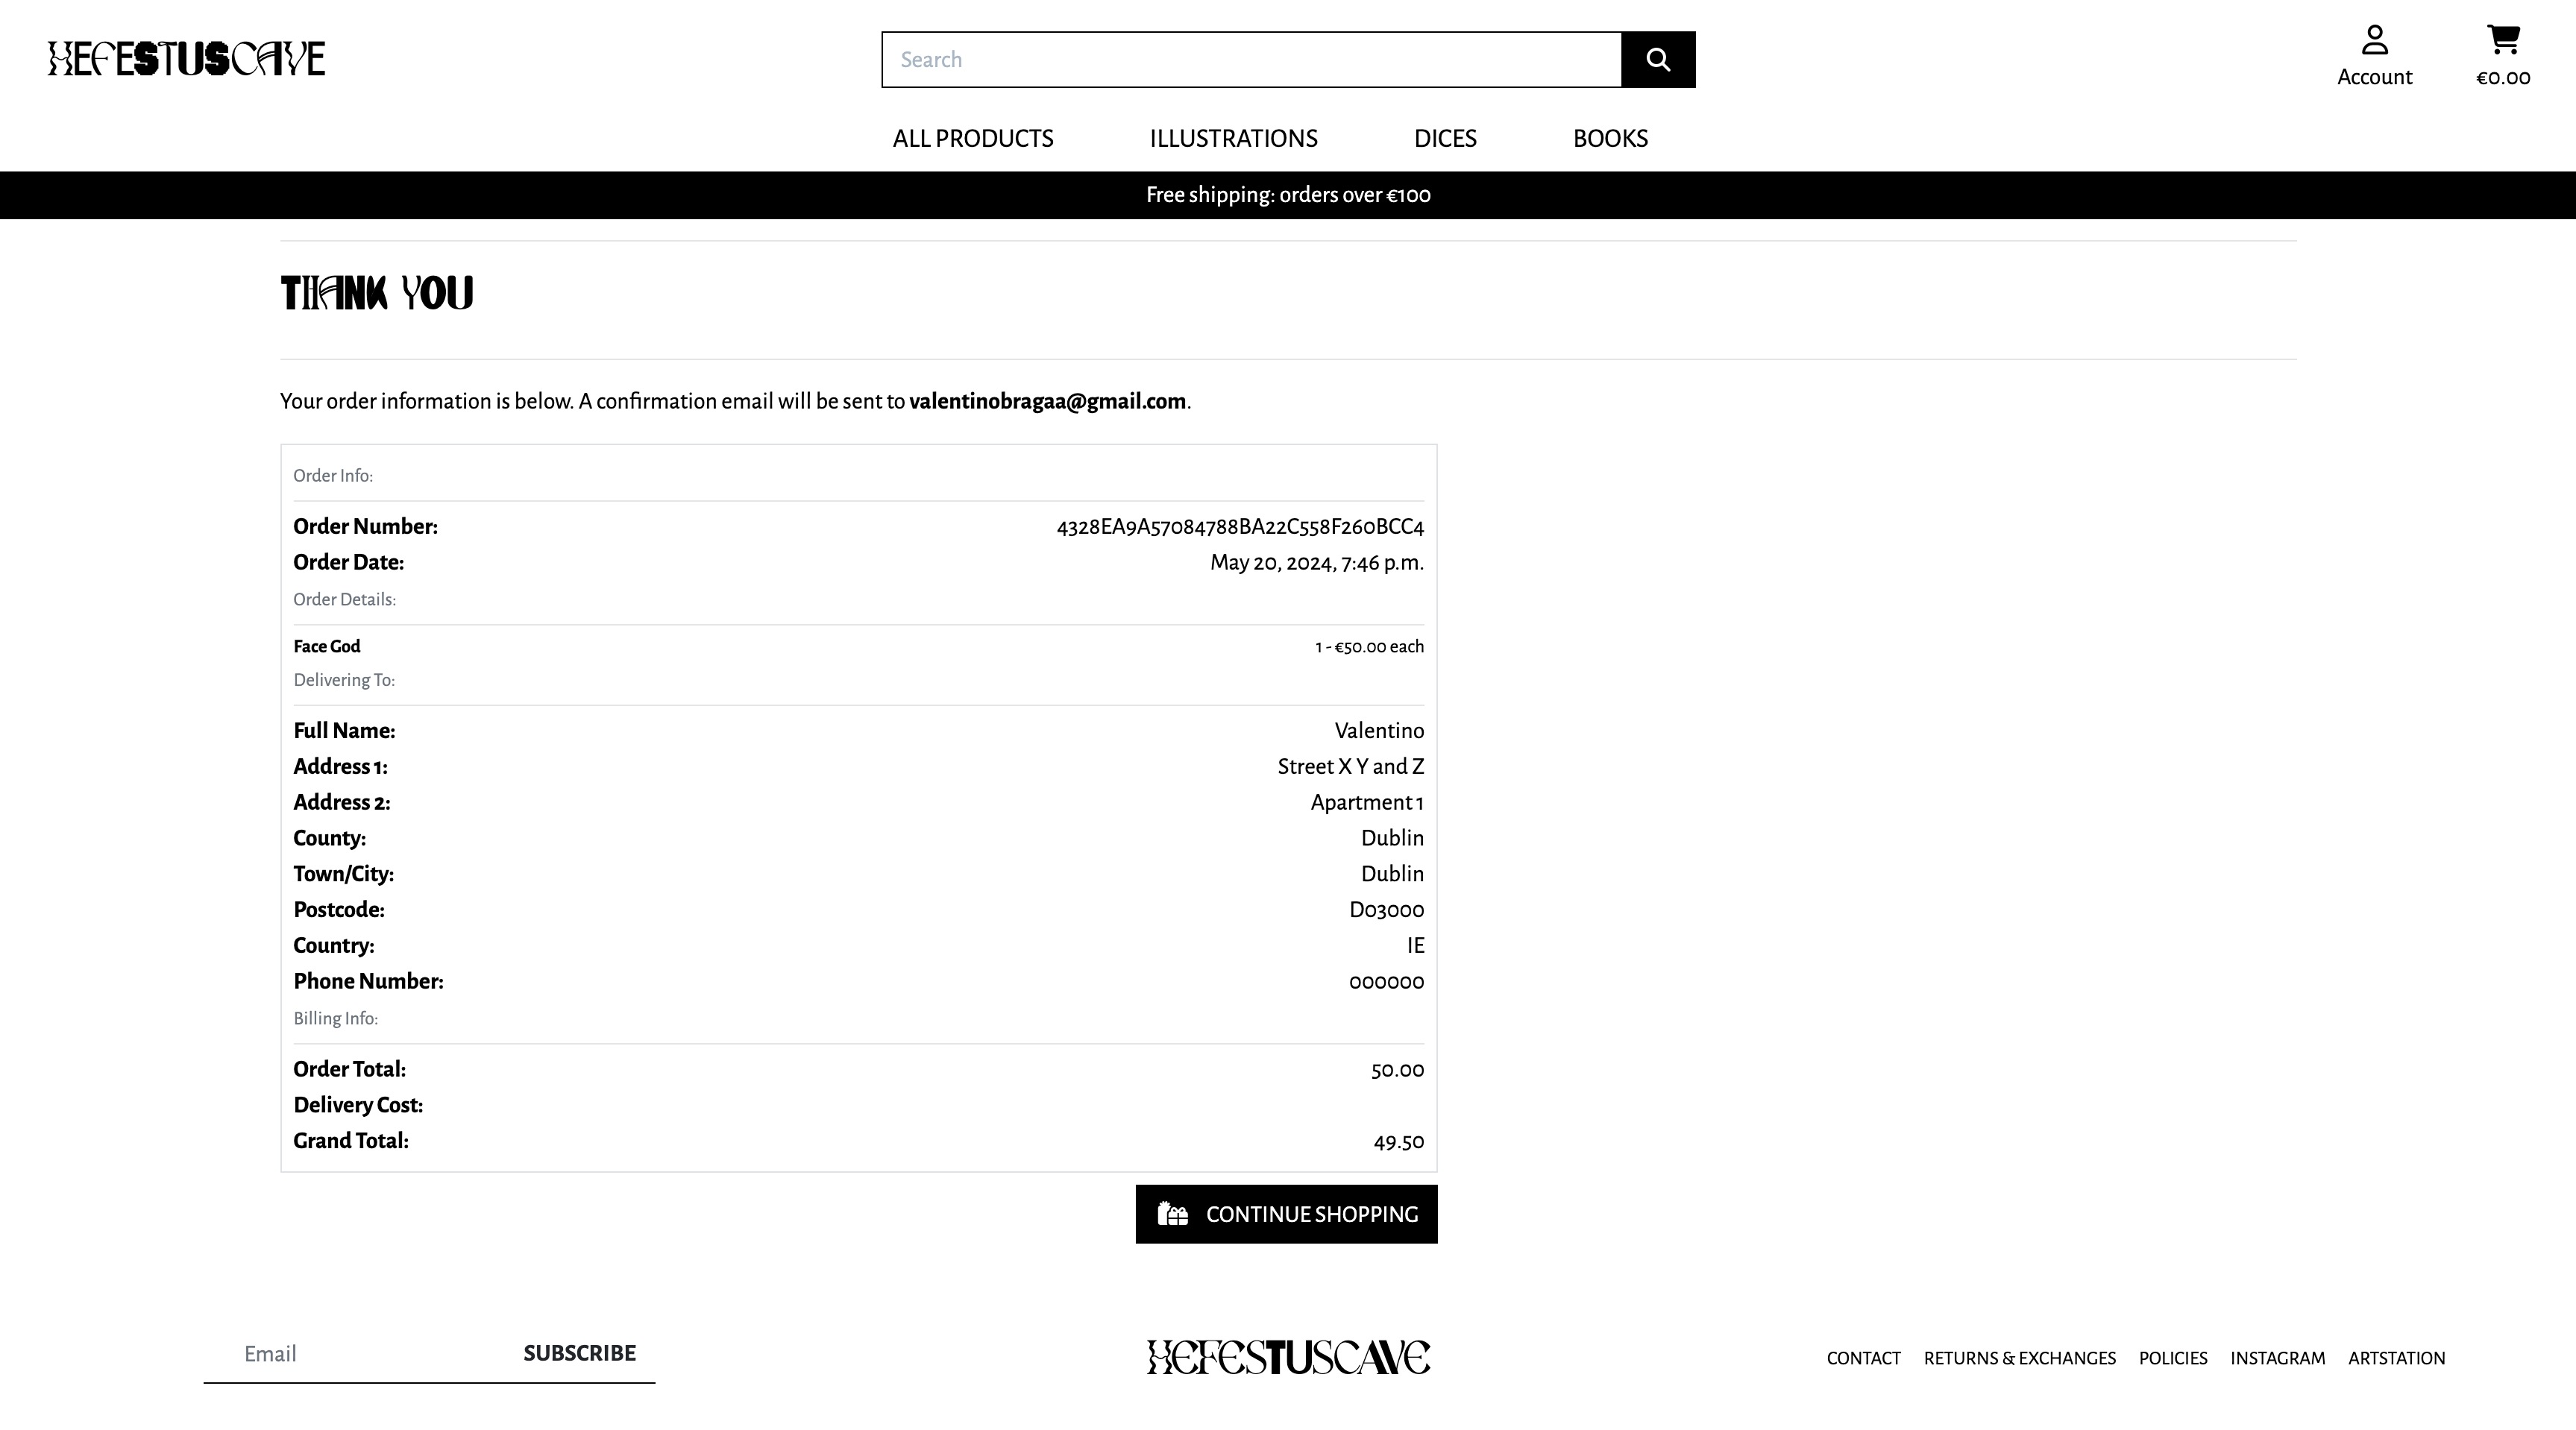 HEFESTUSCAVE
Search
Account
€0.00
ALL PRODUCTS ILLUSTRATIONS DICES BOOKS
Free shipping: orders over €100
THANK YOU
Your order information is below. A confirmation email will be sent to valentinobragaa@gmail.com.
Order Info:
Order Number: 4328EA9A57084788BA22C558F260BCC4
Order Date: May 20, 2024, 7:46 p.m.
Order Details:
Face God 1 - €50.00 each
Delivering To:
Full Name: Valentino
Address 1: Street X Y and Z
Address 2: Apartment 1
County: Dublin
Town/City: Dublin
Postcode: D03000
Country: IE
Phone Number: 000000
Billing Info:
Order Total: 50.00
Delivery Cost:
Grand Total: 49.50
CONTINUE SHOPPING
Email SUBSCRIBE
HEFESTUSCAVE
CONTACT RETURNS & EXCHANGES POLICIES INSTAGRAM ARTSTATION